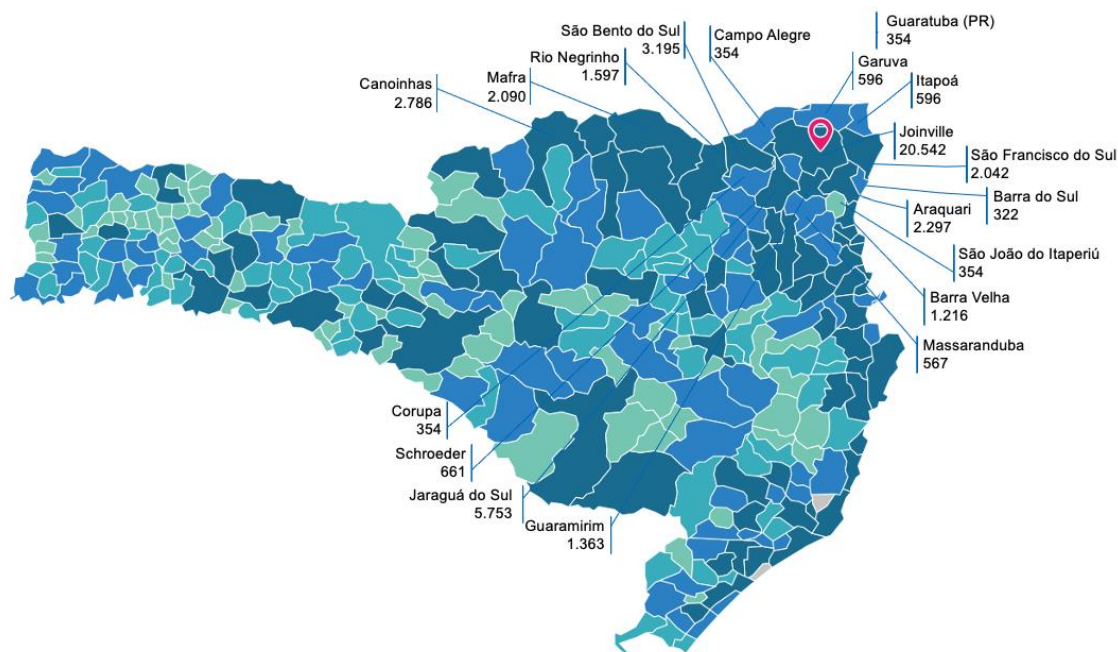 Guaratuba (PR)
354
São Bento do Sul
3.195
Campo Alegre
354
Rio Negrinho
1.597
Garuva
596
Mafra
2.090
Itapoá
596
Canoinhas
2.786
Joinville
20.542
São Francisco do Sul
2.042
Barra do Sul
322
Araquari
2.297
São João do Itaperiú
354
Barra Velha
1.216
Massaranduba
567
Corupa
354
Schroeder
661
Jaraguá do Sul
5.753
Guaramirim
1.363